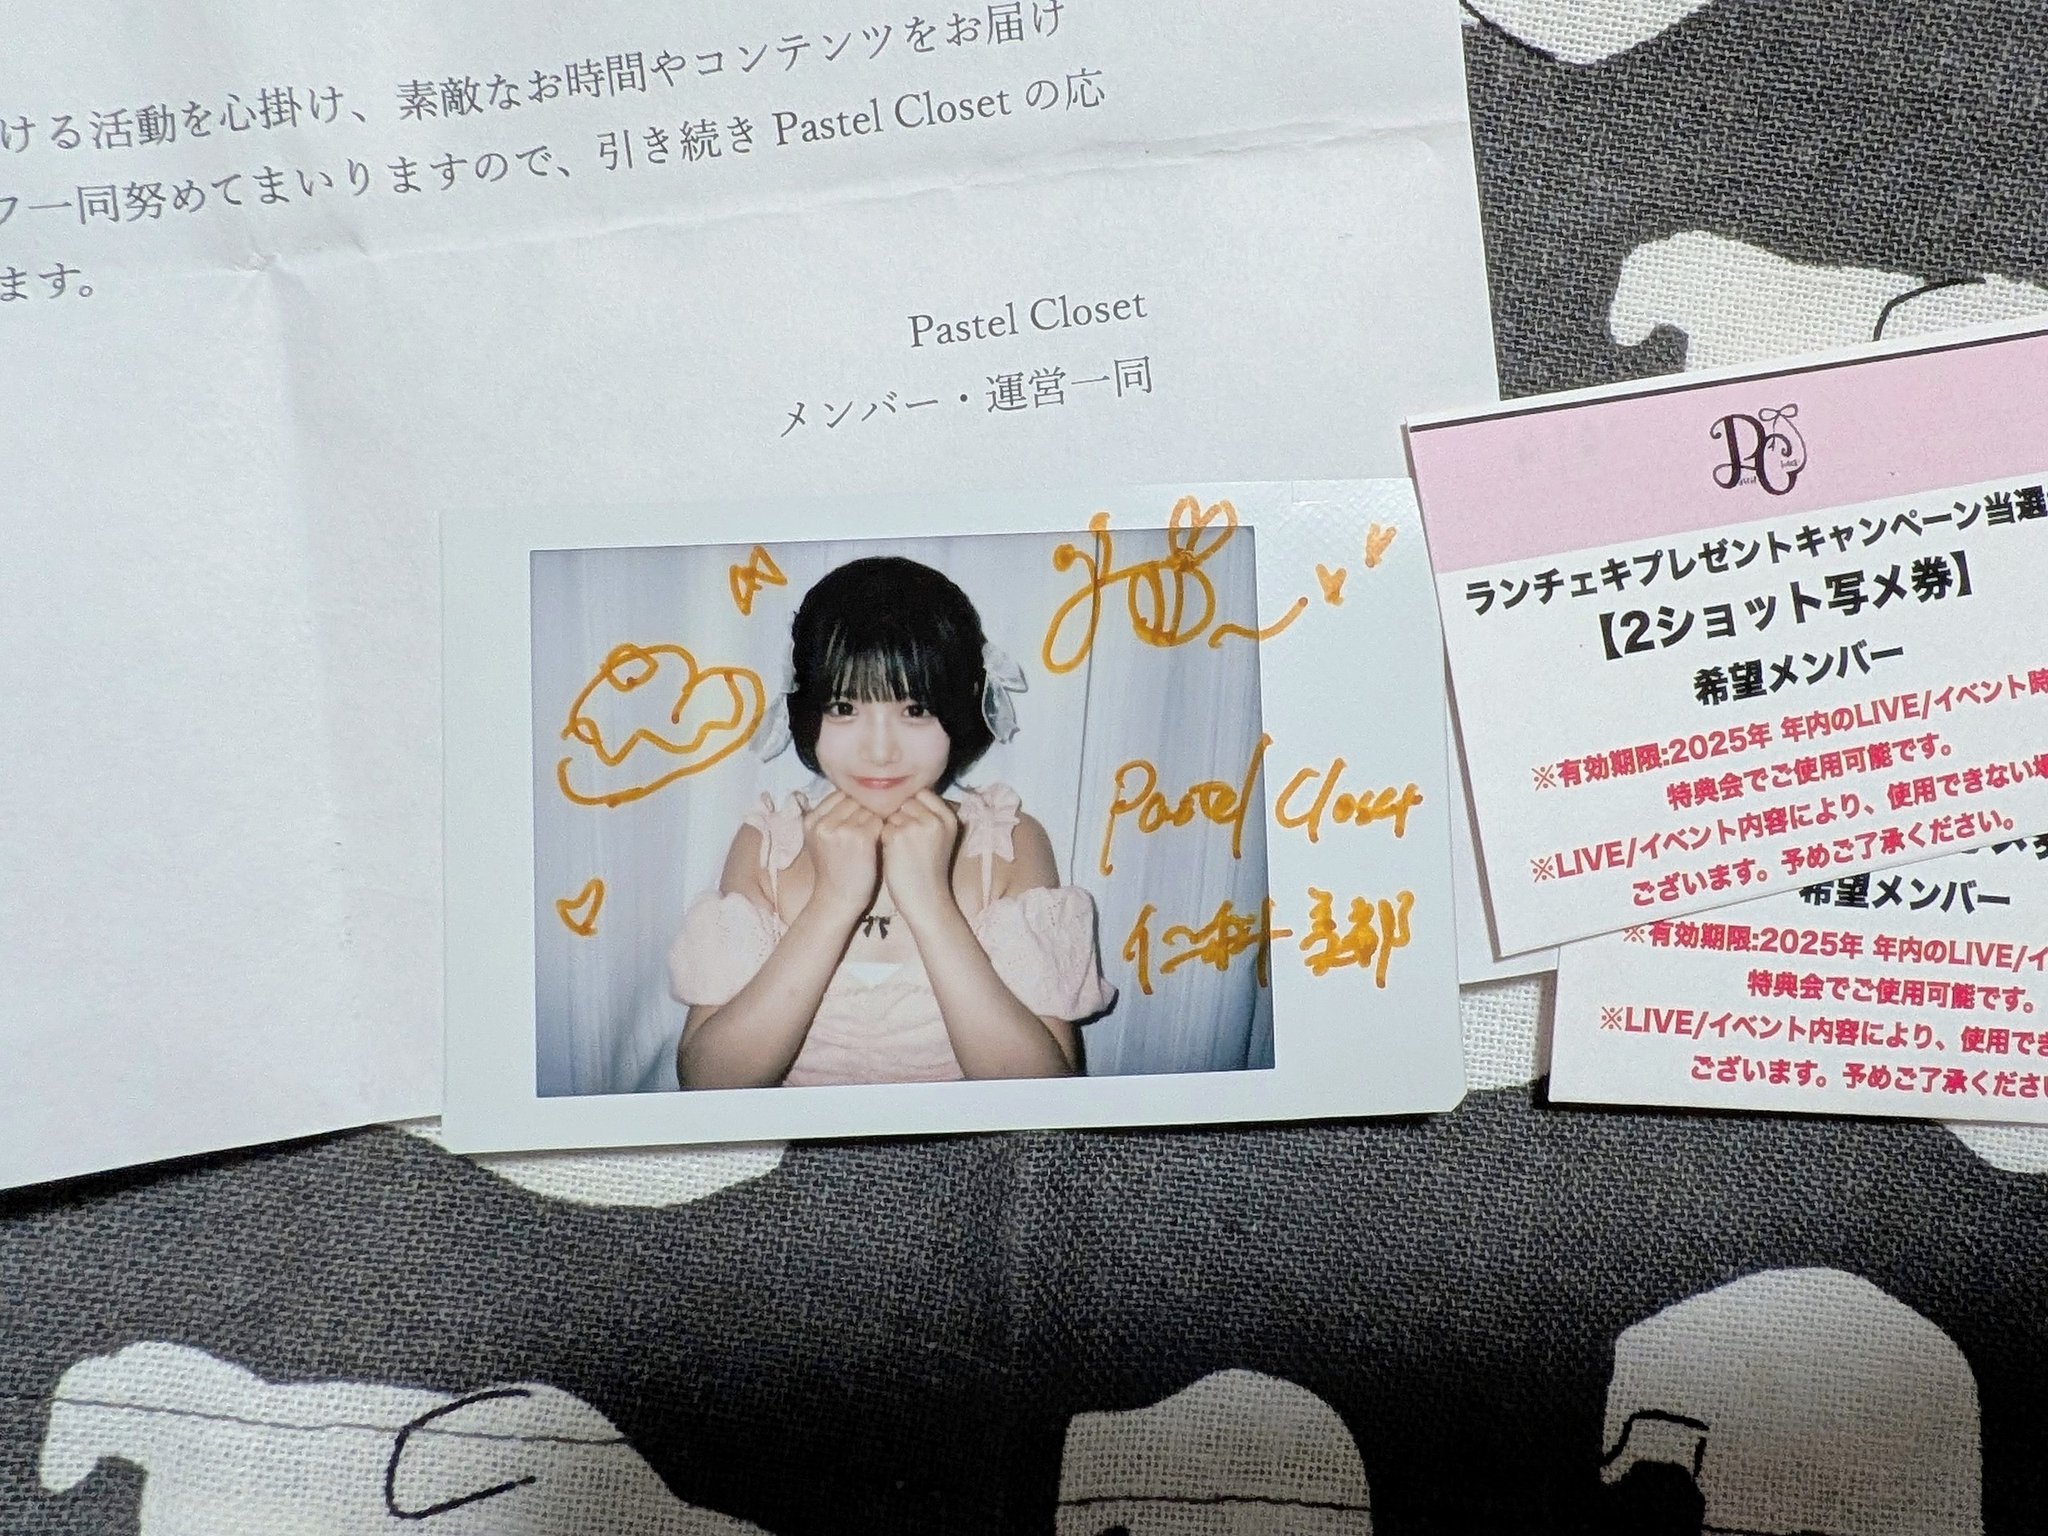 ける活動を心掛け、素敵なお時間やコンテンツをお届け
フ一同努めてまいりますので、引き続き Pastel Closet の応
ます。
Pastel Closet
メンバー・運営一同
Pastel Closet
PC
ランチェキプレゼントキャンペーン当選
【2ショット写メ券】
希望メンバー
※有効期限:2025年 年内のLIVE/イベント時
特典会でご使用可能です。
※LIVE/イベント内容により、使用できない場
ございます。予めご了承ください。
希望メンバー
※有効期限:2025年 年内のLIVE/イ
特典会でご使用可能です。
※LIVE/イベント内容により、使用でき
ございます。予めご了承ください